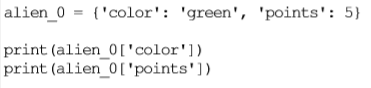 alien_0 = {'color': 'green', 'points': 5}
print(alien_0['color'])
print(alien_0['points'])